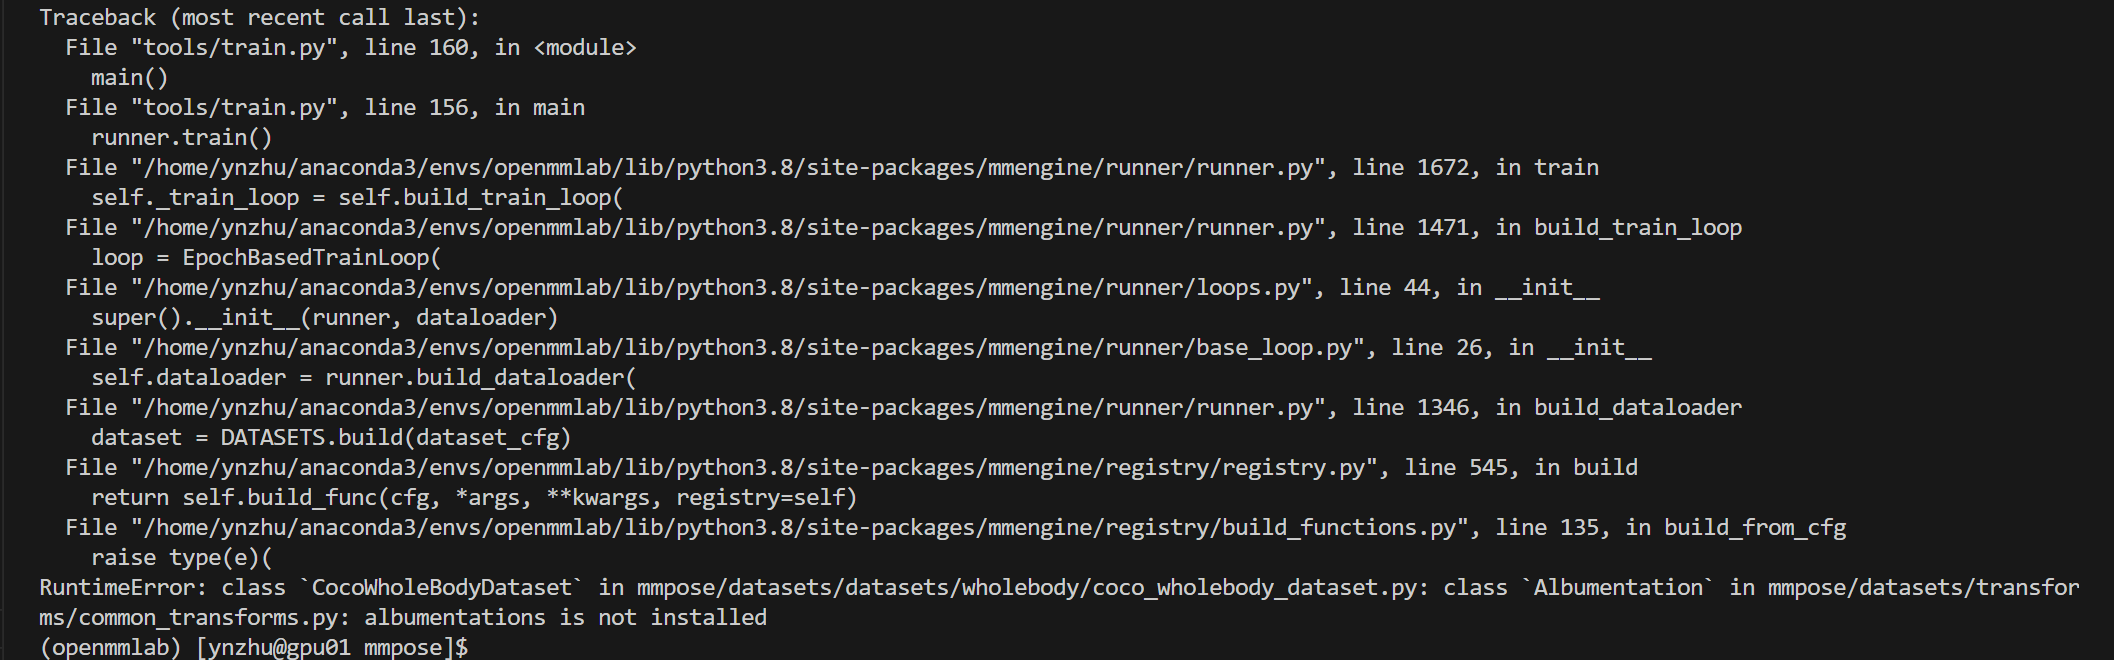 Traceback (most recent call last):
  File "tools/train.py", line 160, in <module>
    main()
  File "tools/train.py", line 156, in main
    runner.train()
  File "/home/ynzhu/anaconda3/envs/openmmlab/lib/python3.8/site-packages/mmengine/runner/runner.py", line 1672, in train
    self._train_loop = self.build_train_loop(
  File "/home/ynzhu/anaconda3/envs/openmmlab/lib/python3.8/site-packages/mmengine/runner/runner.py", line 1471, in build_train_loop
    loop = EpochBasedTrainLoop(
  File "/home/ynzhu/anaconda3/envs/openmmlab/lib/python3.8/site-packages/mmengine/runner/loops.py", line 44, in __init__
    super().__init__(runner, dataloader)
  File "/home/ynzhu/anaconda3/envs/openmmlab/lib/python3.8/site-packages/mmengine/runner/base_loop.py", line 26, in __init__
    self.dataloader = runner.build_dataloader(
  File "/home/ynzhu/anaconda3/envs/openmmlab/lib/python3.8/site-packages/mmengine/runner/runner.py", line 1346, in build_dataloader
    dataset = DATASETS.build(dataset_cfg)
  File "/home/ynzhu/anaconda3/envs/openmmlab/lib/python3.8/site-packages/mmengine/registry/registry.py", line 545, in build
    return self.build_func(cfg, *args, **kwargs, registry=self)
  File "/home/ynzhu/anaconda3/envs/openmmlab/lib/python3.8/site-packages/mmengine/registry/build_functions.py", line 135, in build_from_cfg
    raise type(e)(
RuntimeError: class `CocoWholeBodyDataset` in mmpose/datasets/datasets/wholebody/coco_wholebody_dataset.py: class `Albumentation` in mmpose/datasets/transfor
ms/common_transforms.py: albumentations is not installed
(openmmlab) [ynzhu@gpu01 mmpose]$